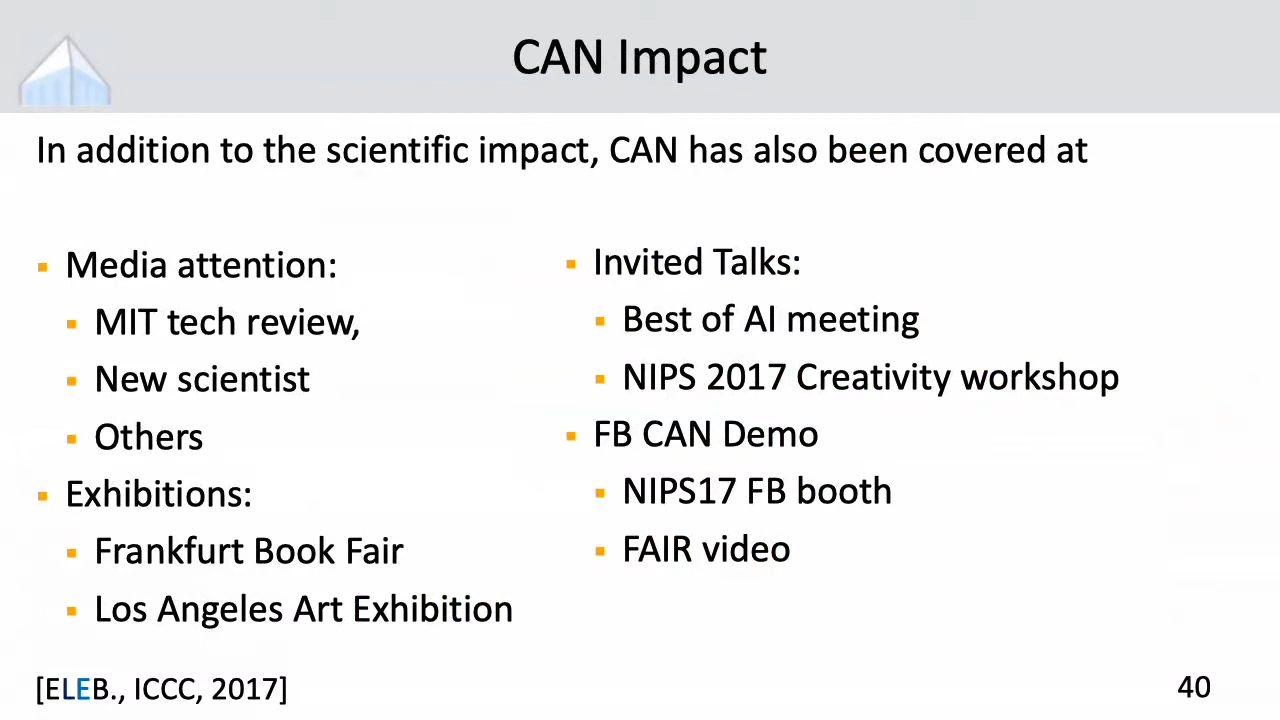 CAN Impact
In addition to the scientific impact, CAN has also been covered at
Media attention:
MIT tech review,
New scientist
Others
Exhibitions:
Frankfurt Book Fair
Los Angeles Art Exhibition
Invited Talks:
Best of AI meeting
NIPS 2017 Creativity workshop
FB CAN Demo
NIPS17 FB booth
FAIR video
[ELEB., ICCC, 2017]
40